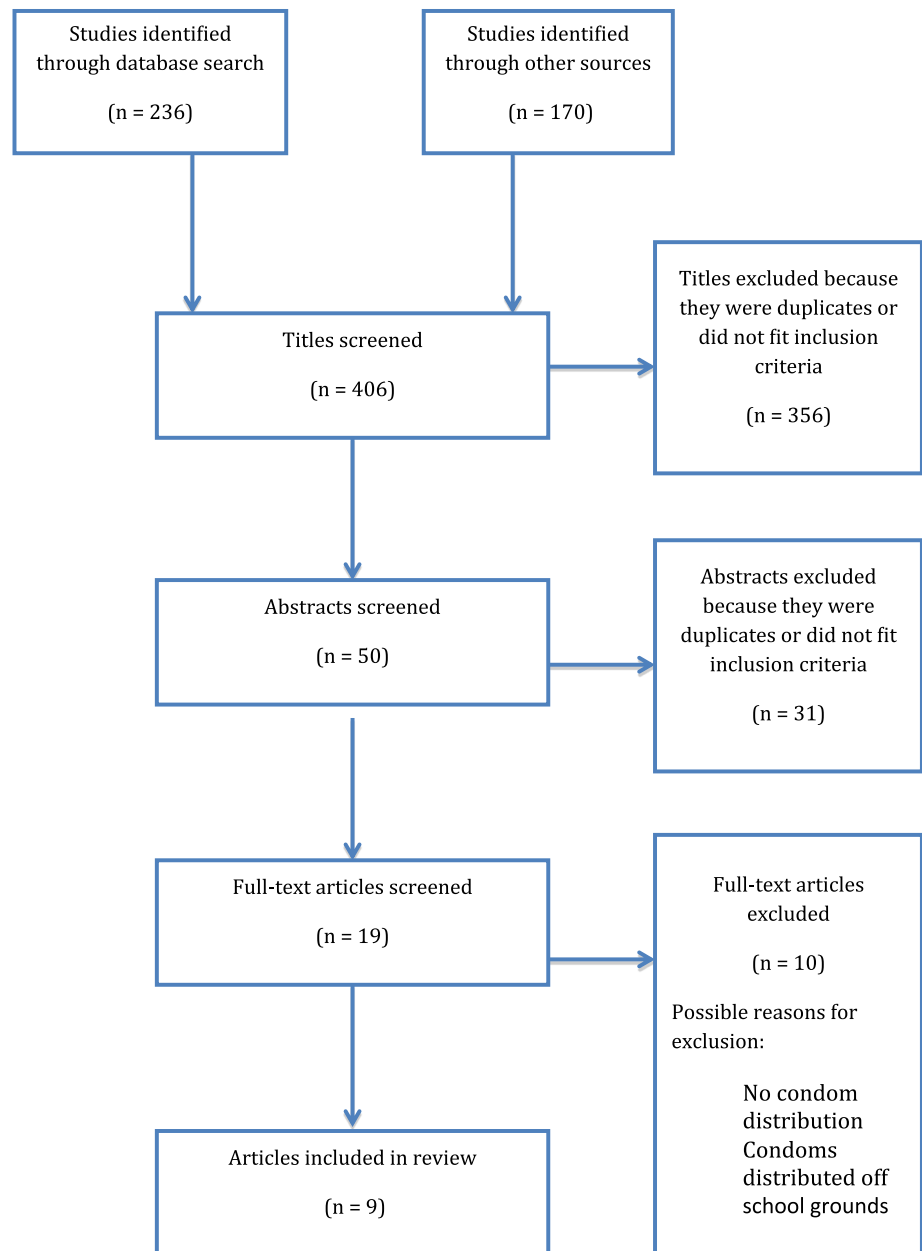 Studies identified
through database search
(n = 236)
Studies identified
through other sources
(n = 170)
Titles screened
(n = 406)
Titles excluded because
they were duplicates or
did not fit inclusion
criteria
(n = 356)
Abstracts screened
(n = 50)
Abstracts excluded
because they were
duplicates or did not fit
inclusion criteria
(n = 31)
Full-text articles screened
(n = 19)
Full-text articles
excluded
(n = 10)
Possible reasons for
exclusion:
No condom
distribution
Condoms
distributed off
school grounds
Articles included in review
(n = 9)